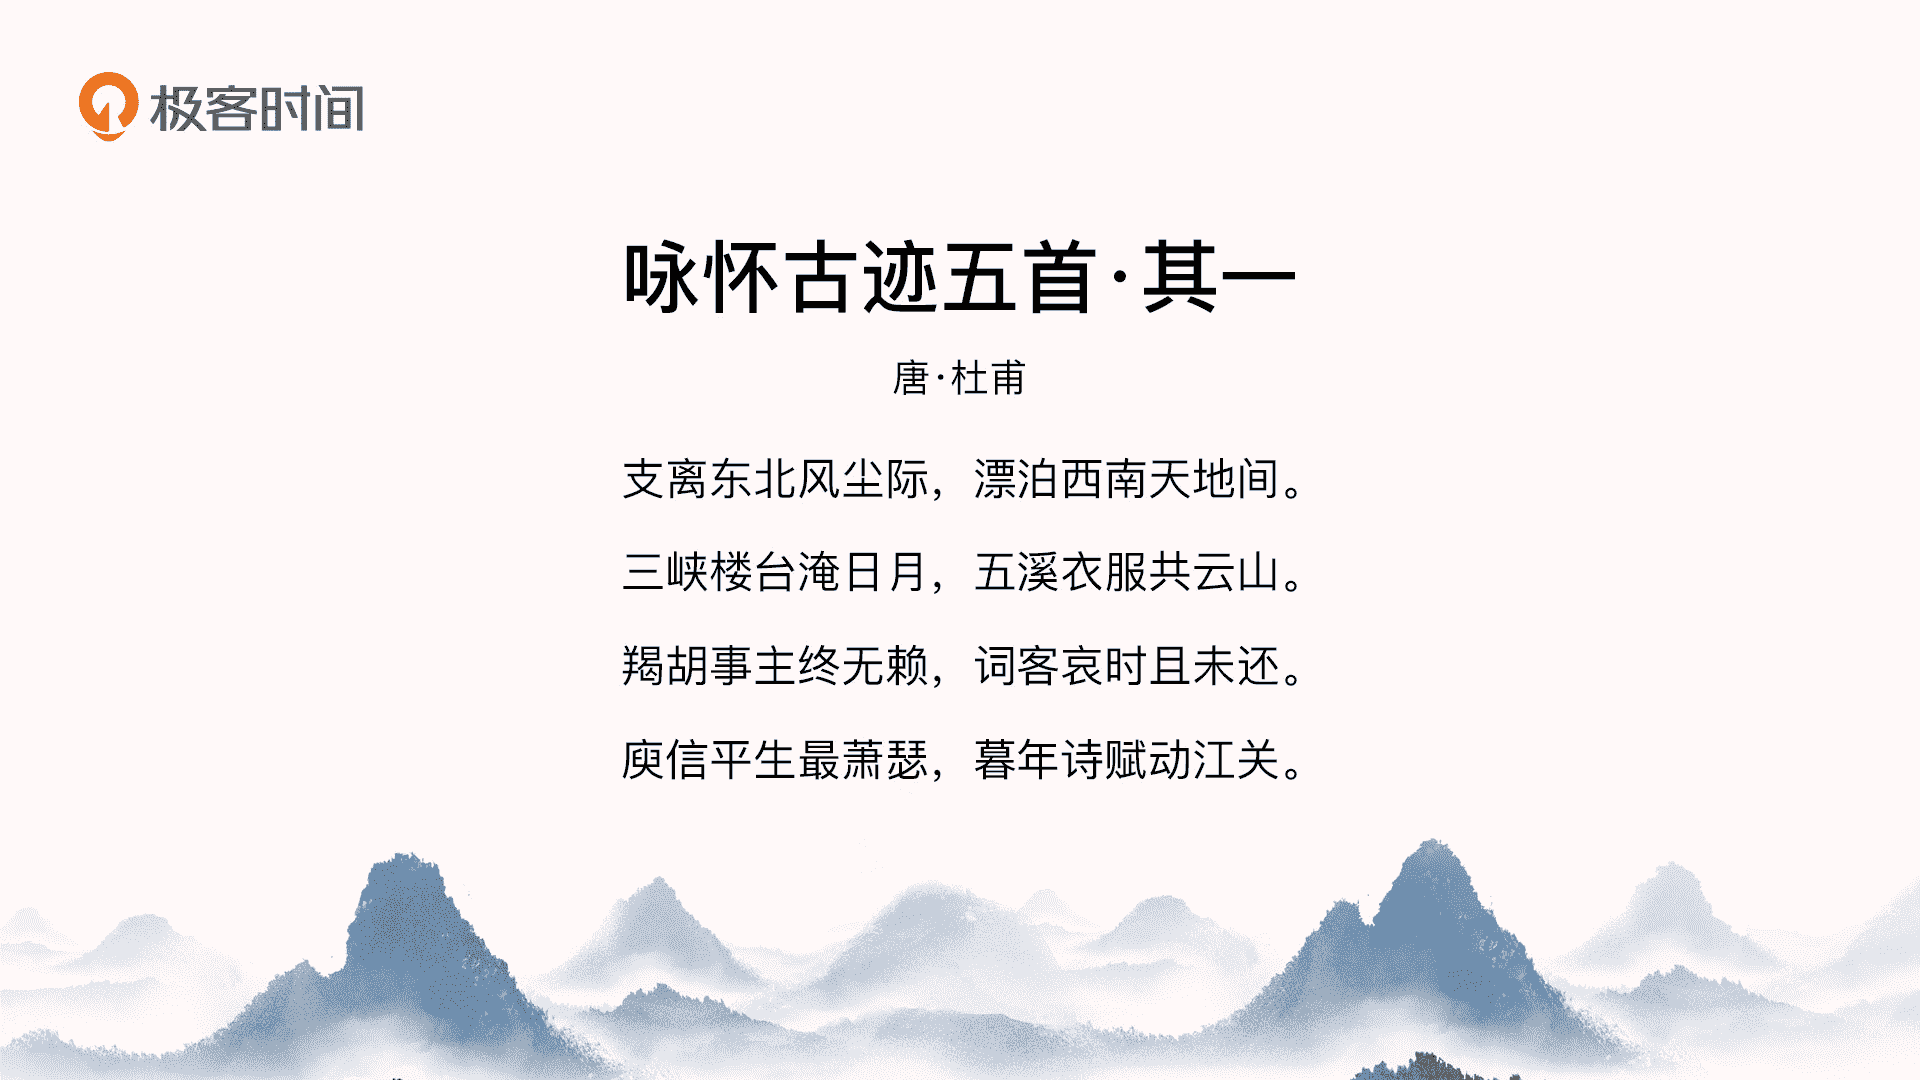 极客时间
咏怀古迹五首·其一
唐·杜甫
支离东北风尘际，漂泊西南天地间。
三峡楼台淹日月，五溪衣服共云山。
羯胡事主终无赖，词客哀时且未还。
庾信平生最萧瑟，暮年诗赋动江关。